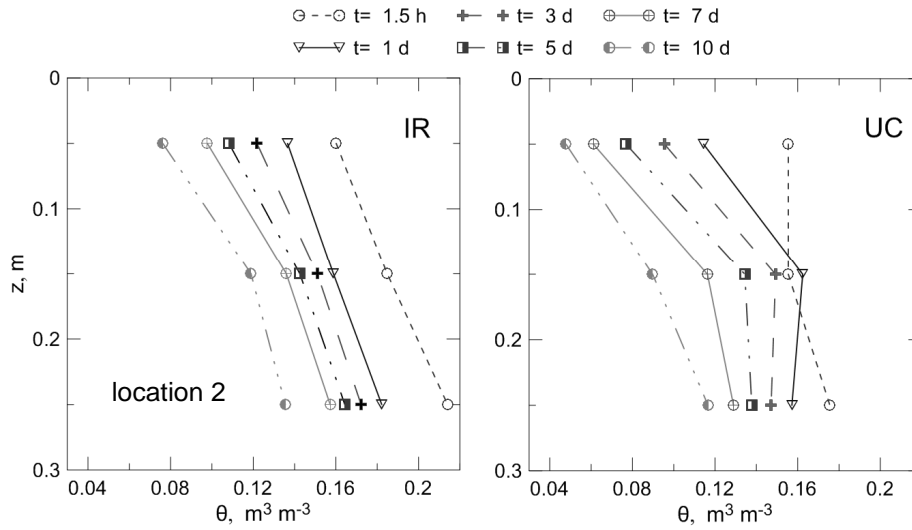 t= 1.5 h t= 3 d t= 7 d
t= 1 d t= 5 d t= 10 d
0 0
IR UC
0.1 0.1
z, m
0.2 0.2
location 2
0.3 0.3
0.04 0.08 0.12 0.16 0.2 0.04 0.08 0.12 0.16 0.2
θ, m³ m⁻³ θ, m³ m⁻³